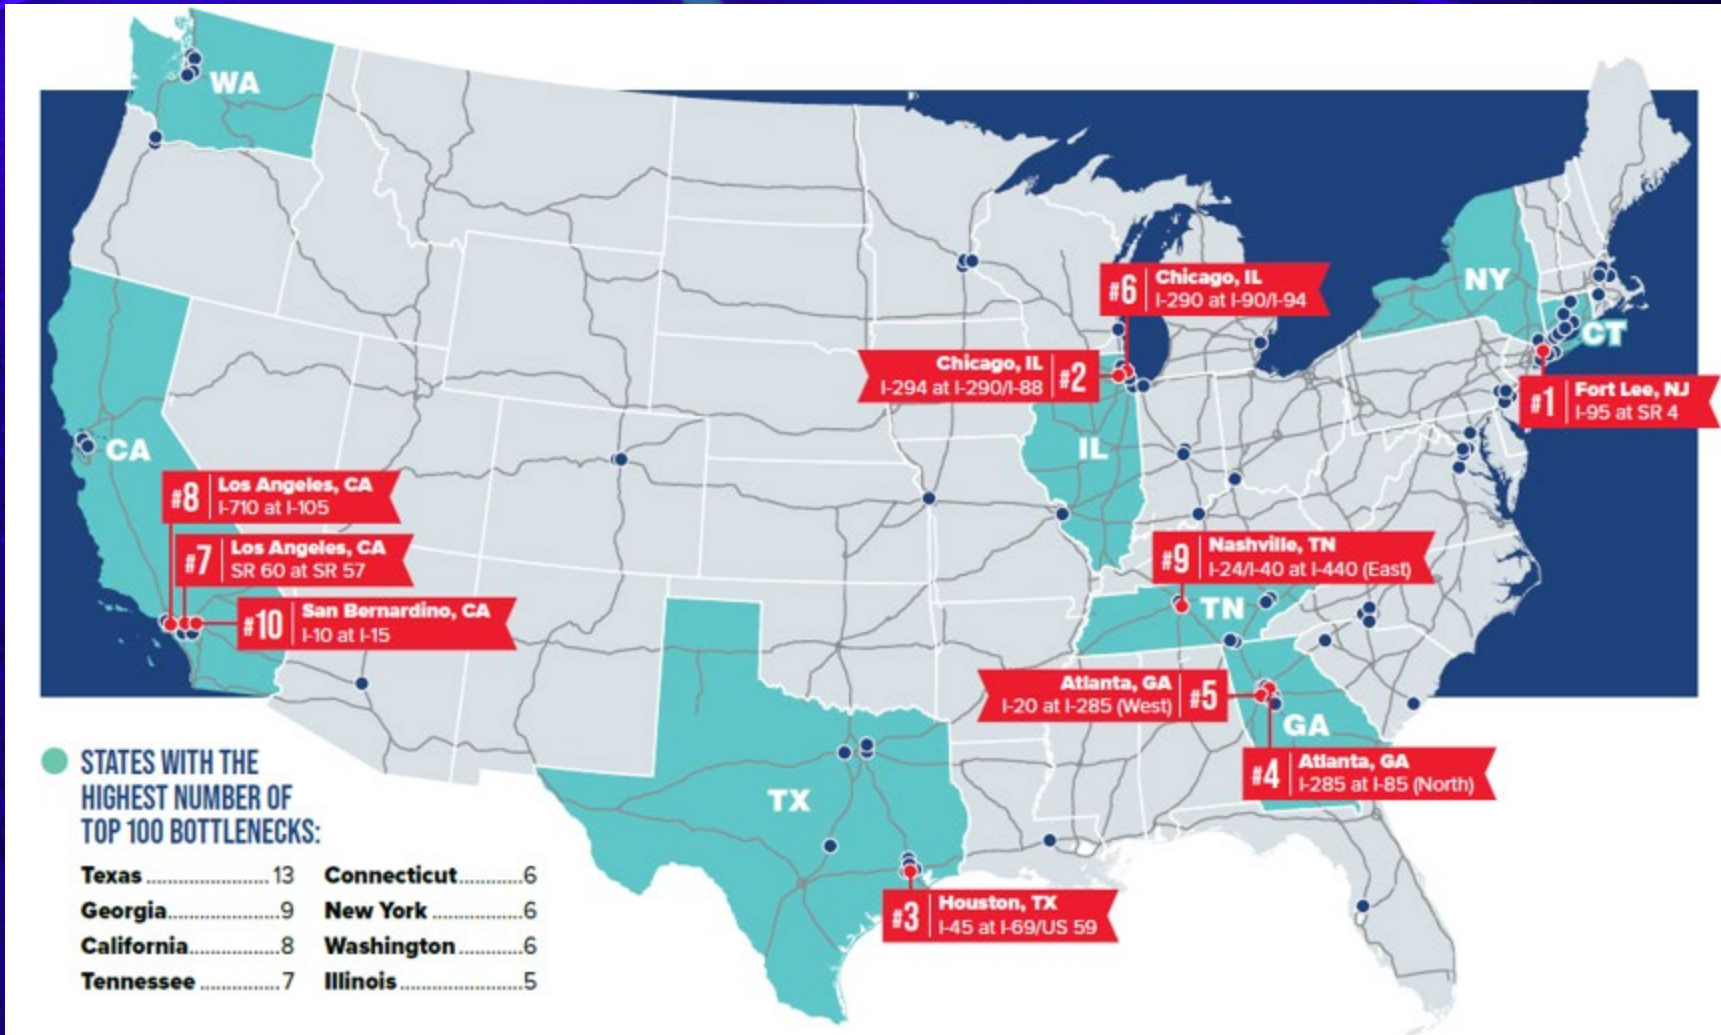 WA
NY
CT
CA
IL
TN
GA
TX
#6 Chicago, IL
I-290 at I-90/I-94
Chicago, IL #2
I-294 at I-290/I-88
#1 Fort Lee, NJ
I-95 at SR 4
#8 Los Angeles, CA
I-710 at I-105
#7 Los Angeles, CA
SR 60 at SR 57
#10 San Bernardino, CA
I-10 at I-15
#9 Nashville, TN
I-24/I-40 at I-440 (East)
Atlanta, GA #5
I-20 at I-285 (West)
#4 Atlanta, GA
I-285 at I-85 (North)
#3 Houston, TX
I-45 at I-69/US 59
STATES WITH THE
HIGHEST NUMBER OF
TOP 100 BOTTLENECKS:
Texas ........................ 13 Connecticut............6
Georgia.....................9 New York .................6
California..................8 Washington .............6
Tennessee ................7 Illinois ......................5